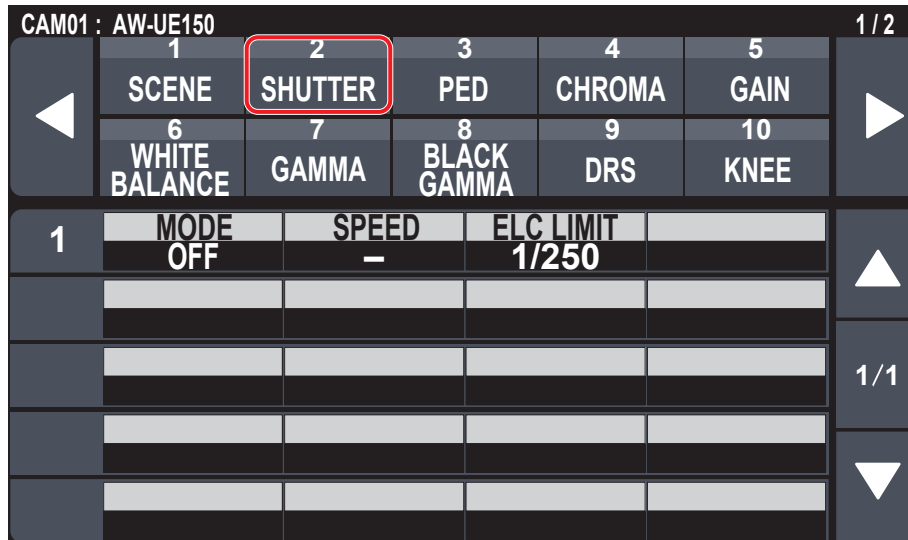 CAM01 : AW-UE150 1 / 2
1 2 3 4 5
SCENE SHUTTER PED CHROMA GAIN
6 7 8 9 10
WHITE BALANCE GAMMA BLACK GAMMA DRS KNEE
1 MODE SPEED ELC LIMIT
OFF – 1/250
1/1